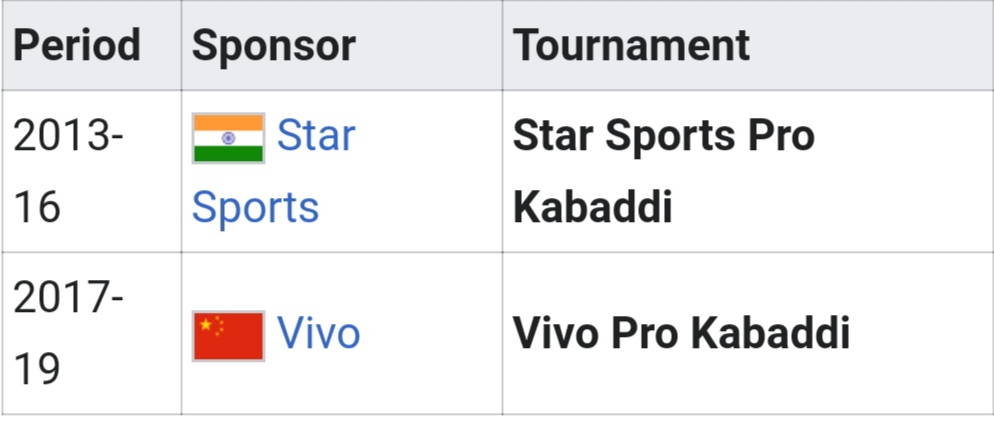 Period Sponsor Tournament
2013- Star Star Sports Pro
16 Sports Kabaddi
2017-
Vivo Vivo Pro Kabaddi
19